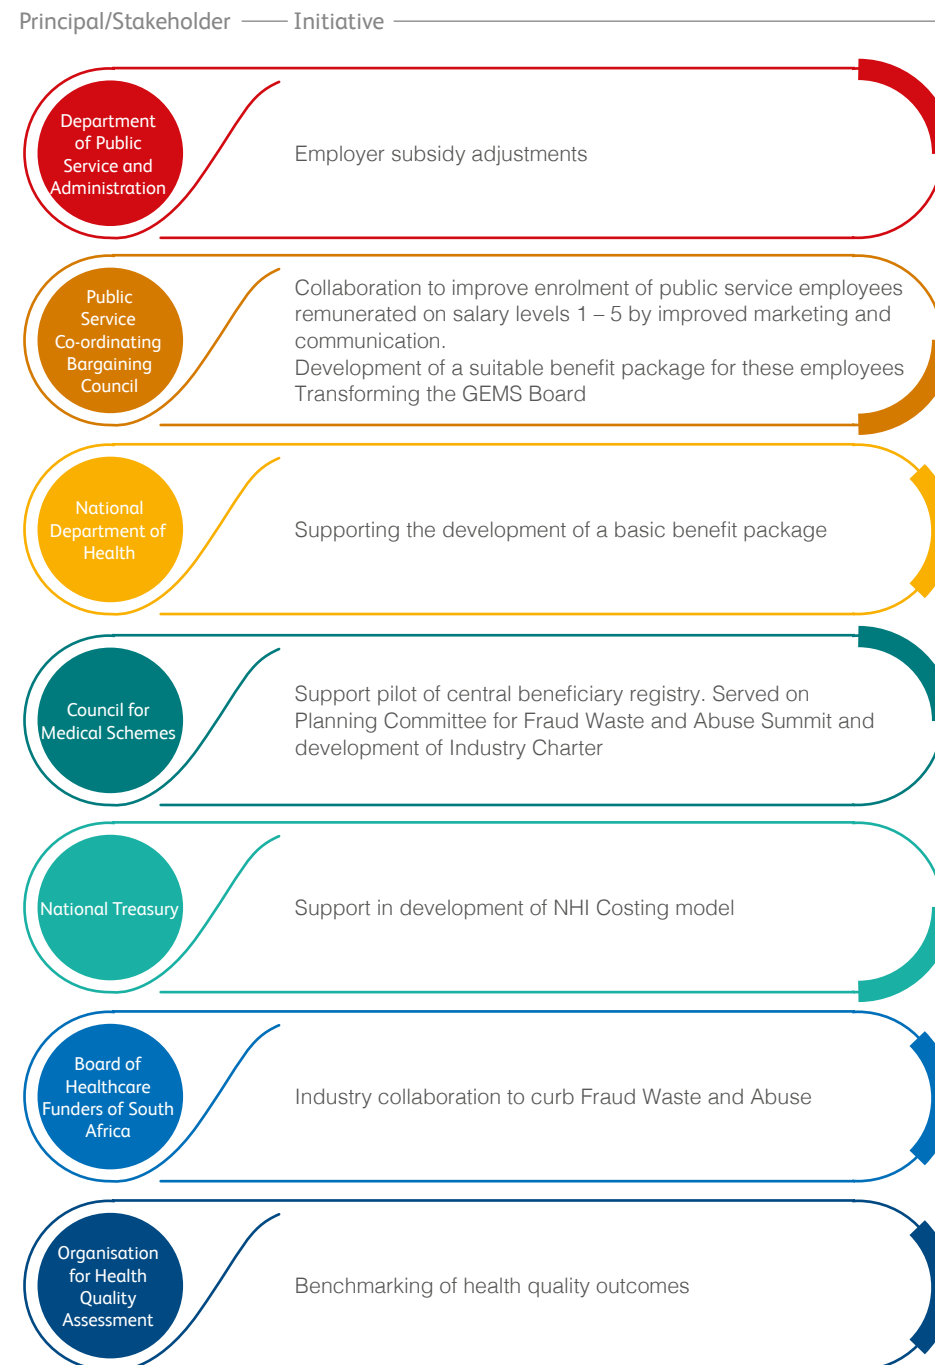 Principal/Stakeholder
Initiative
Department
of Public
Service and
Administration
Employer subsidy adjustments
Public
Service
Co-ordinating
Bargaining
Council
Collaboration to improve enrolment of public service employees
remunerated on salary levels 1 – 5 by improved marketing and
communication.
Development of a suitable benefit package for these employees
Transforming the GEMS Board
National
Department of
Health
Supporting the development of a basic benefit package
Council for
Medical Schemes
Support pilot of central beneficiary registry. Served on
Planning Committee for Fraud Waste and Abuse Summit and
development of Industry Charter
National Treasury
Support in development of NHI Costing model
Board of
Healthcare
Funders of South
Africa
Industry collaboration to curb Fraud Waste and Abuse
Organisation
for Health
Quality
Assessment
Benchmarking of health quality outcomes